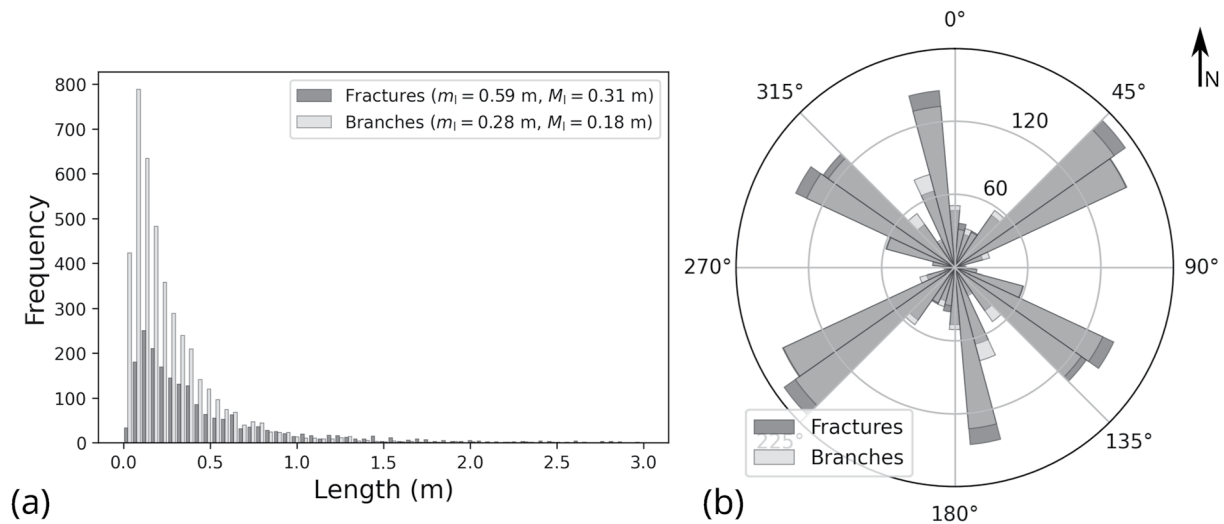 800
700
600
500
400
300
200
100
0
Frequency
Fractures (ml = 0.59 m, Ml = 0.31 m)
Branches (ml = 0.28 m, Ml = 0.18 m)
0.0 0.5 1.0 1.5 2.0 2.5 3.0
Length (m)
(a)
0°
N
315°
45°
120
60
270°
90°
Fractures
225°
Branches
135°
180°
(b)